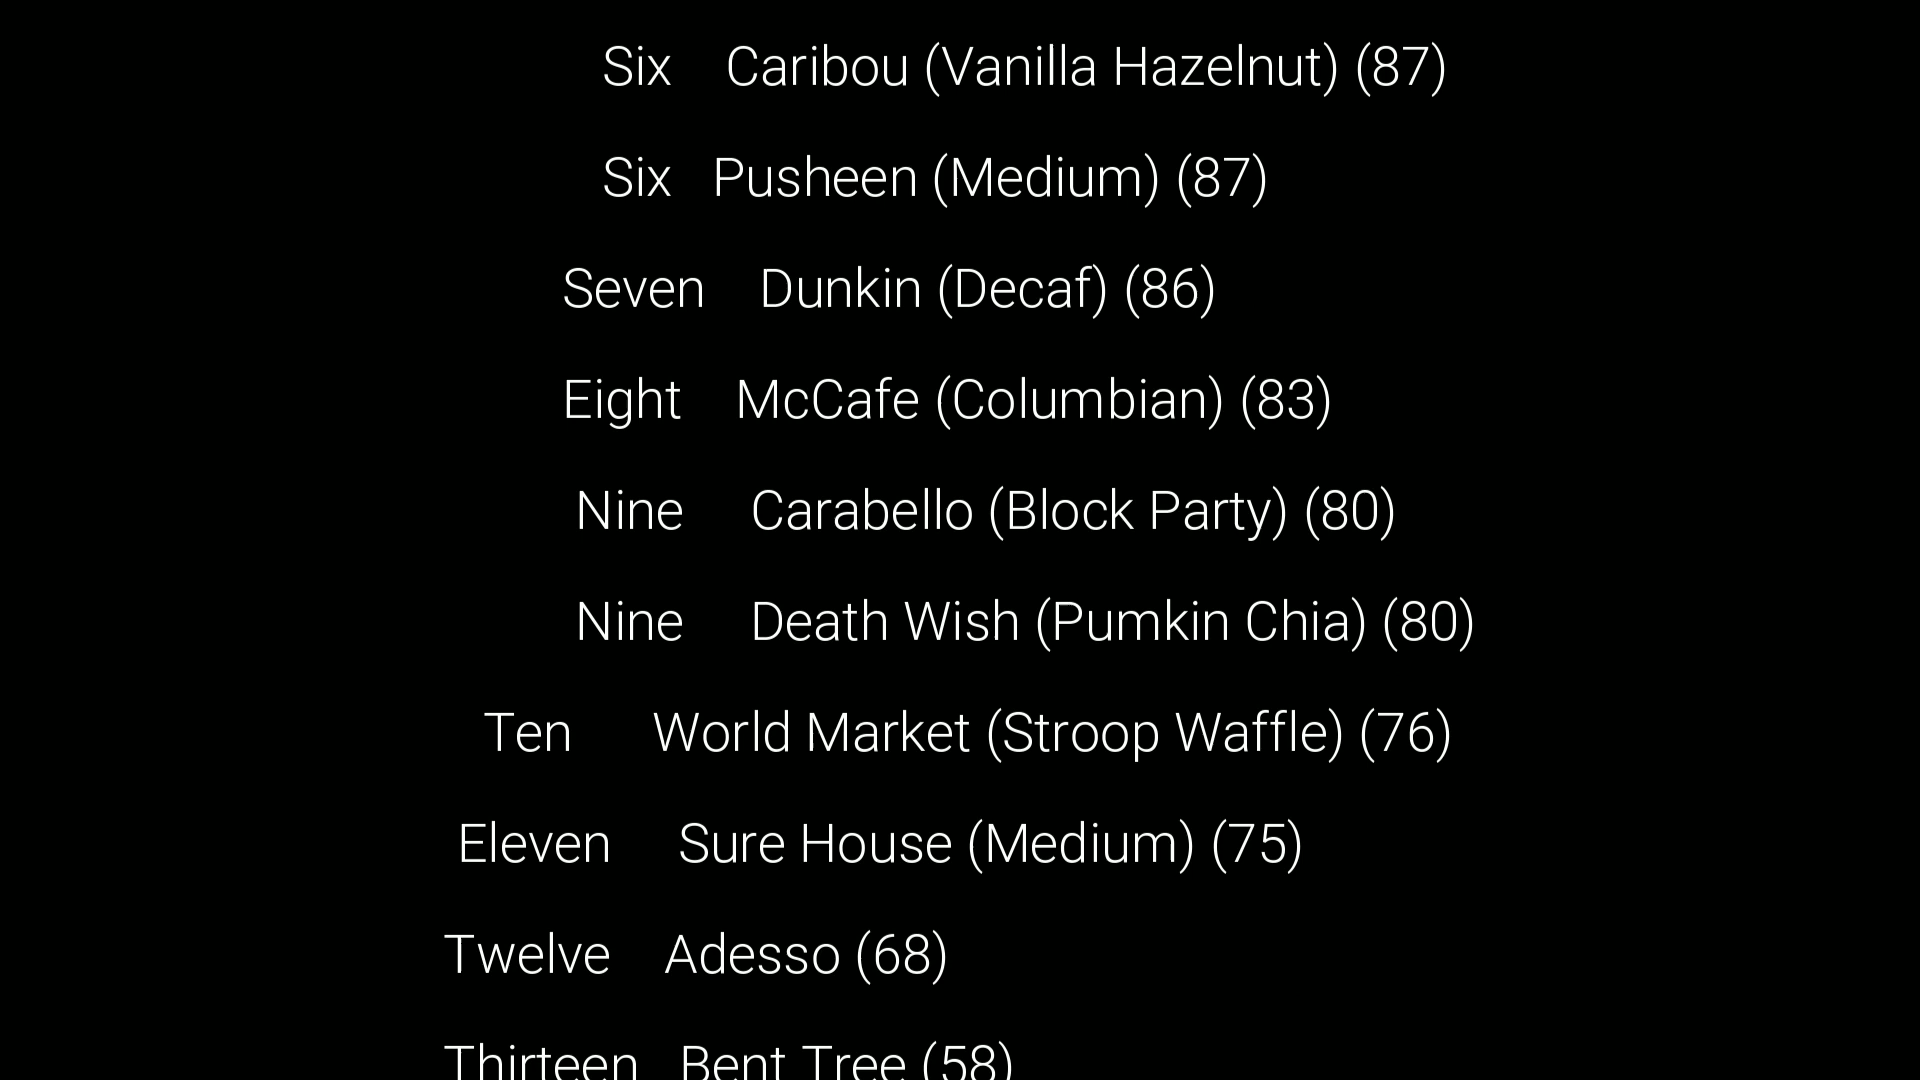 Six Caribou (Vanilla Hazelnut) (87)
Six Pusheen (Medium) (87)
Seven Dunkin (Decaf) (86)
Eight McCafe (Columbian) (83)
Nine Carabello (Block Party) (80)
Nine Death Wish (Pumkin Chia) (80)
Ten World Market (Stroop Waffle) (76)
Eleven Sure House (Medium) (75)
Twelve Adesso (68)
Thirteen Bent Tree (58)